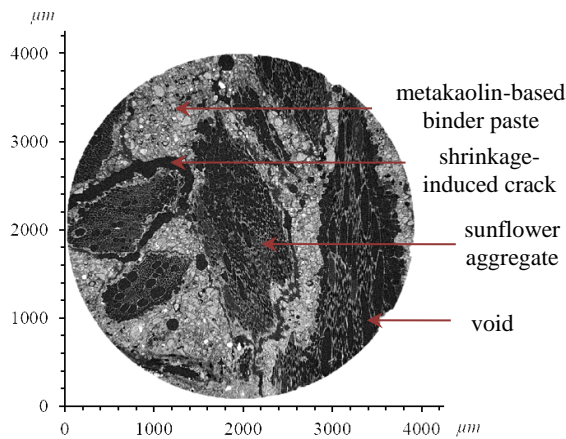 μm
4000
3000
2000
1000
0
0 1000 2000 3000 4000 μm
metakaolin-based
binder paste
shrinkage-
induced crack
sunflower
aggregate
void